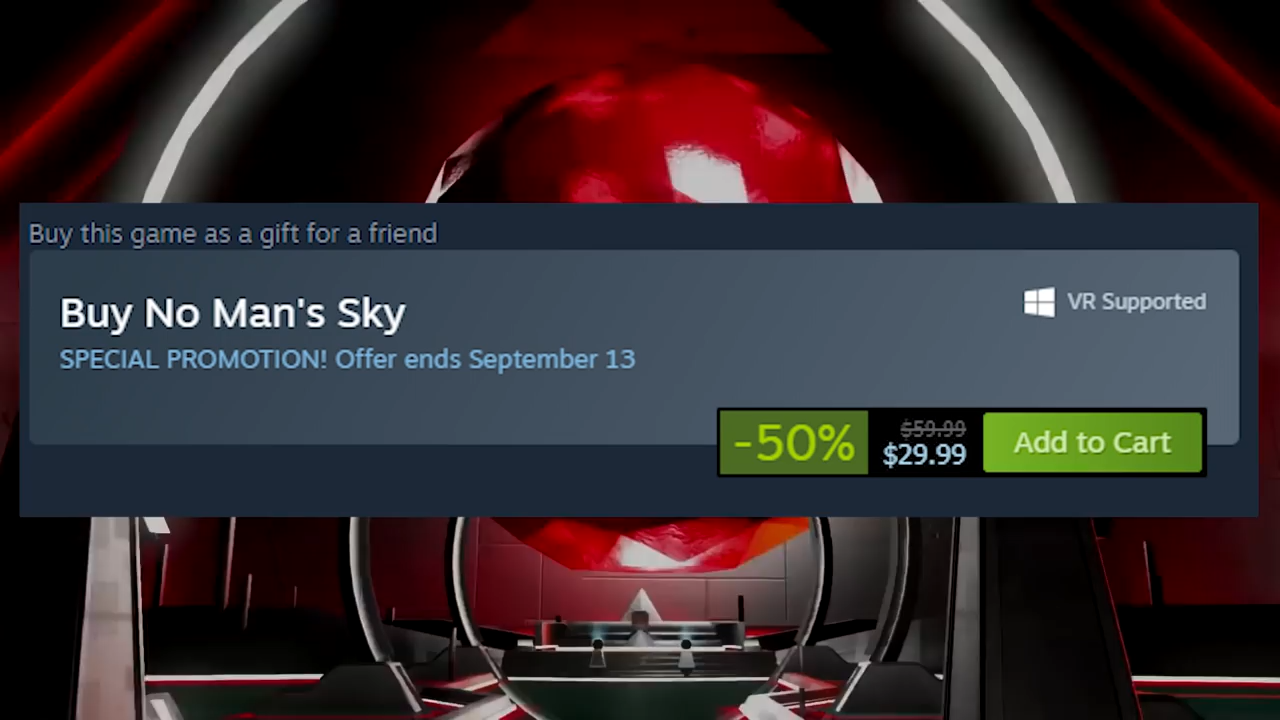 Buy this game as a gift for a friend
Buy No Man's Sky
VR Supported
SPECIAL PROMOTION! Offer ends September 13
-50%
$59.99
$29.99
Add to Cart